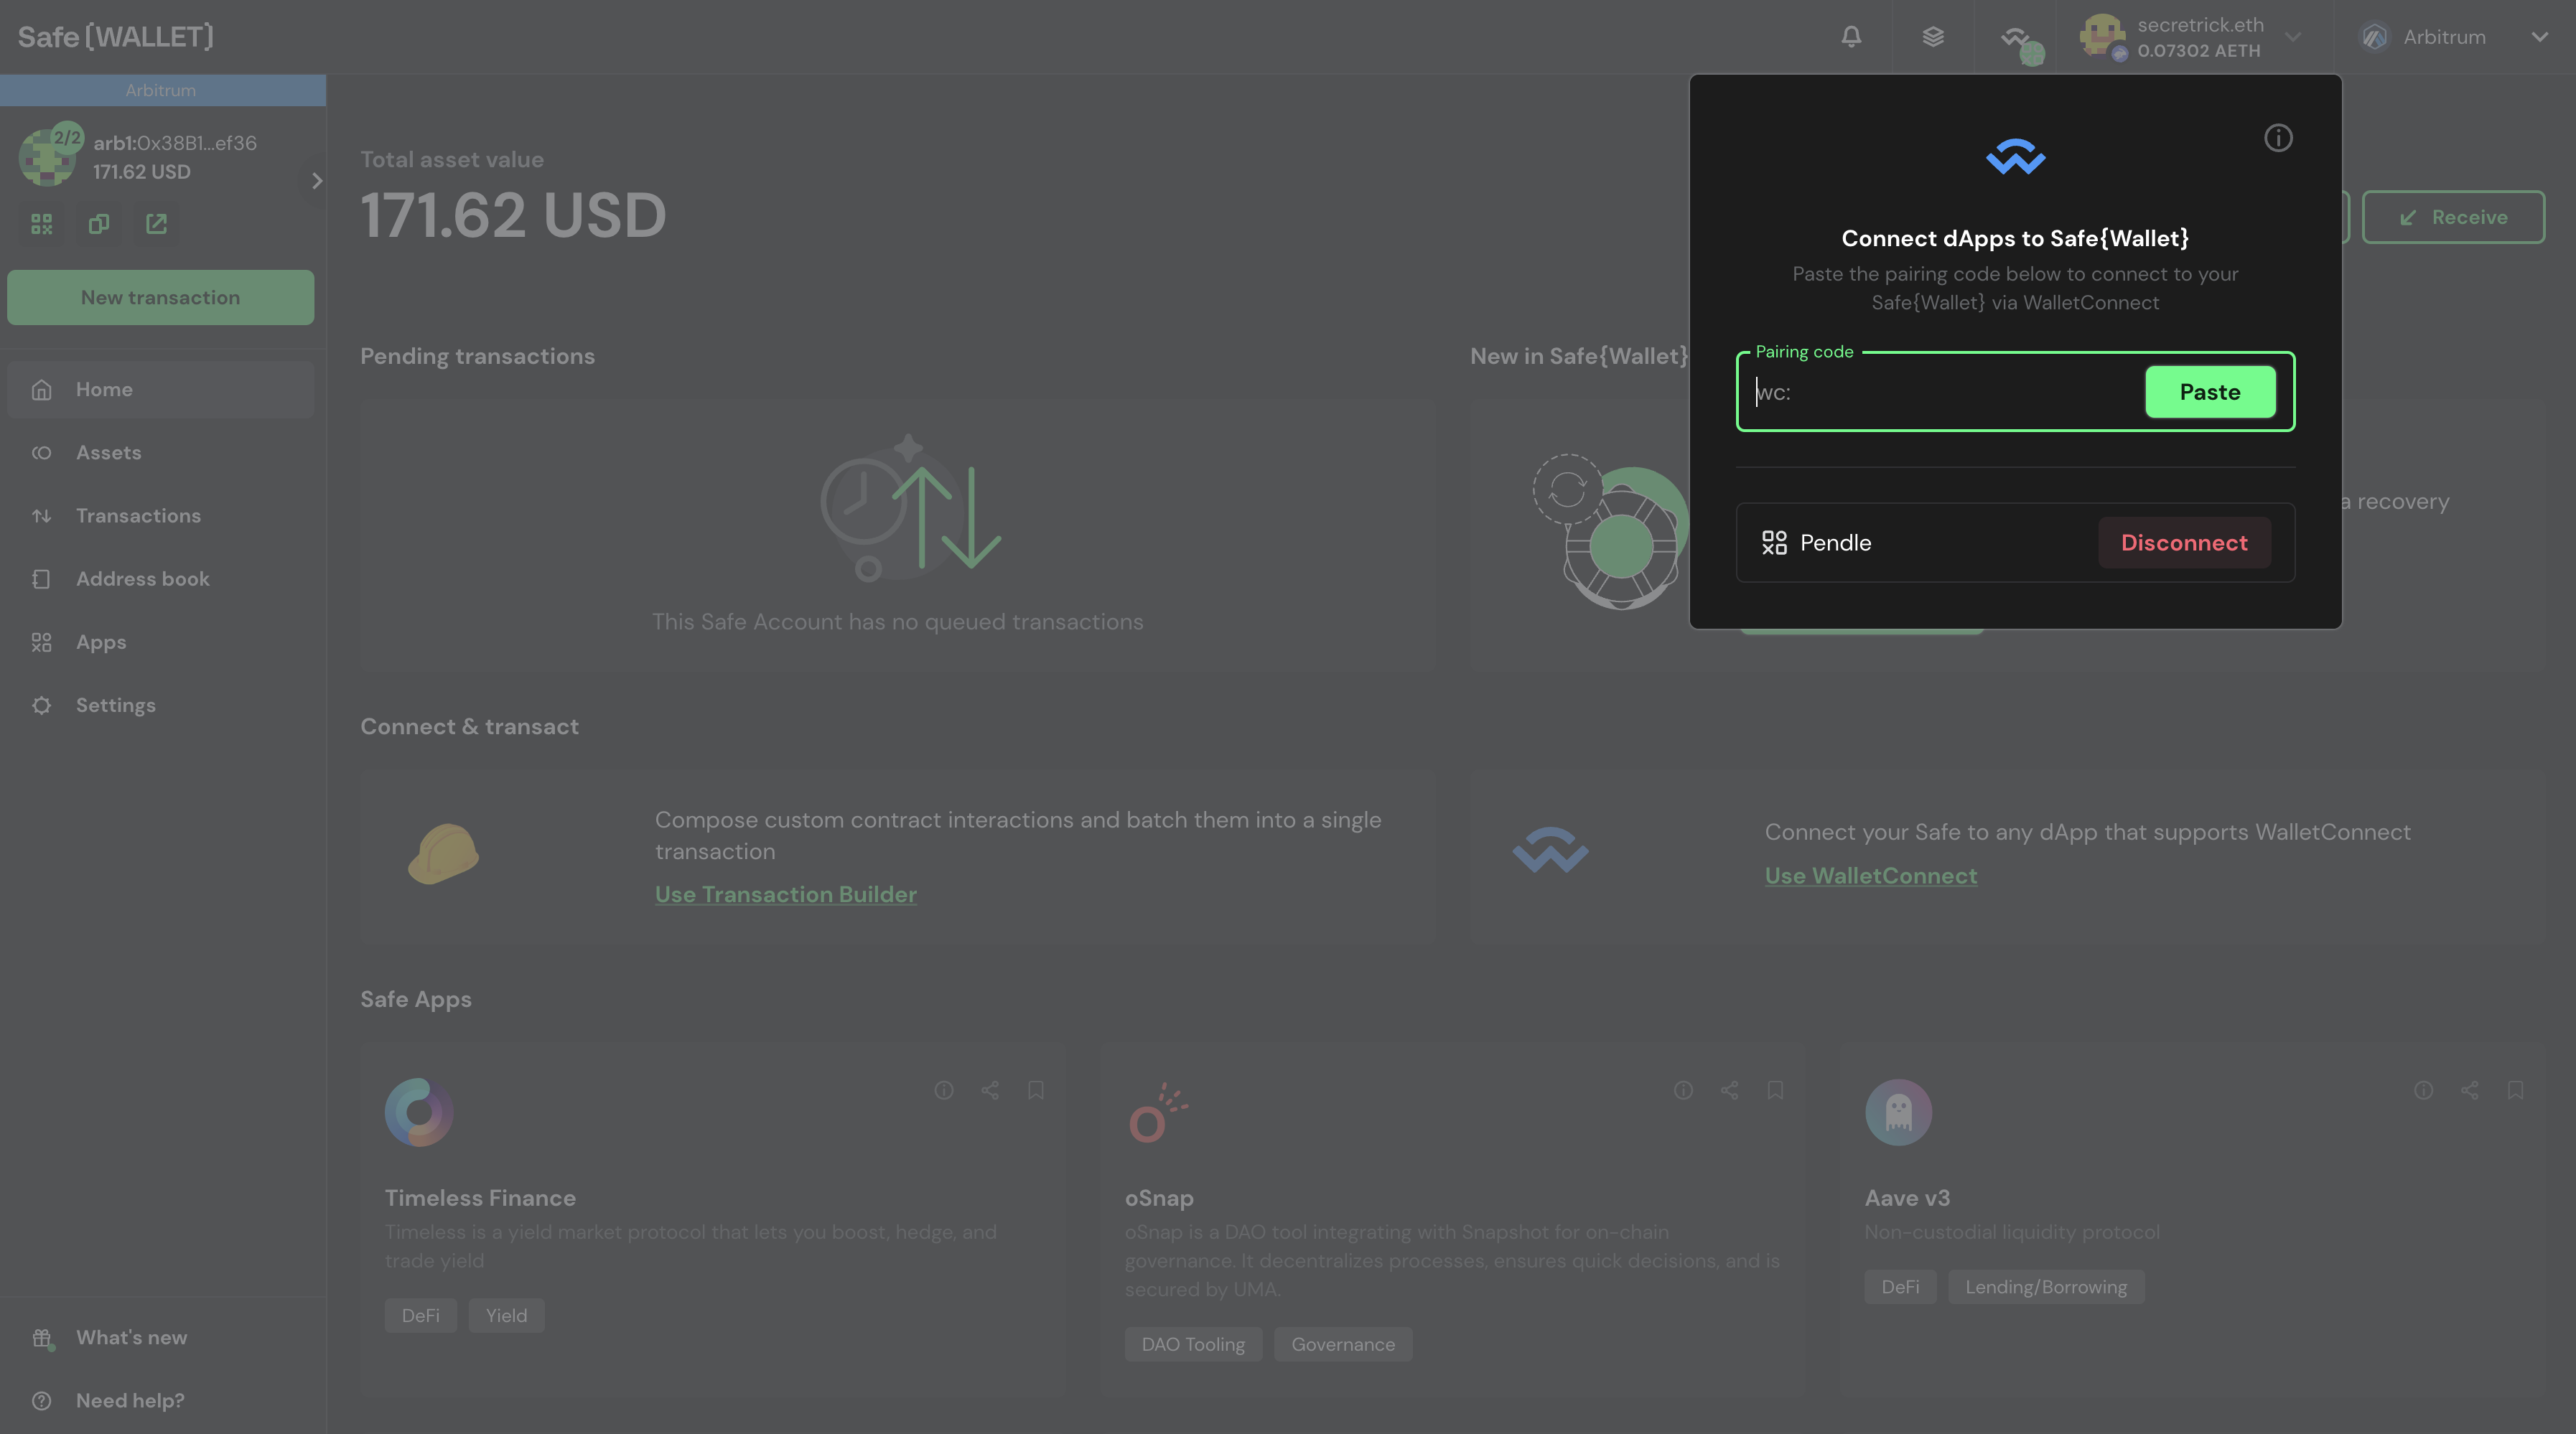 Safe{WALLET}
secretrick.eth
0.07302 AETH
Arbitrum
Arbitrum
2/2
arb1:0x38B1...ef36
171.62 USD
New transaction
Home
Assets
Transactions
Address book
Apps
Settings
What's new
Need help?
Total asset value
171.62 USD
Receive
Pending transactions
This Safe Account has no queued transactions
New in Safe{Wallet}
a recovery
Connect dApps to Safe{Wallet}
Paste the pairing code below to connect to your
Safe{Wallet} via WalletConnect
Pairing code
wc:
Paste
Pendle
Disconnect
Connect & transact
Compose custom contract interactions and batch them into a single
transaction
Use Transaction Builder
Connect your Safe to any dApp that supports WalletConnect
Use WalletConnect
Safe Apps
Timeless Finance
Timeless is a yield market protocol that lets you boost, hedge, and
trade yield
DeFi
Yield
oSnap
oSnap is a DAO tool integrating with Snapshot for on-chain
governance. It decentralizes processes, ensures quick decisions, and is
secured by UMA.
DAO Tooling
Governance
Aave v3
Non-custodial liquidity protocol
DeFi
Lending/Borrowing